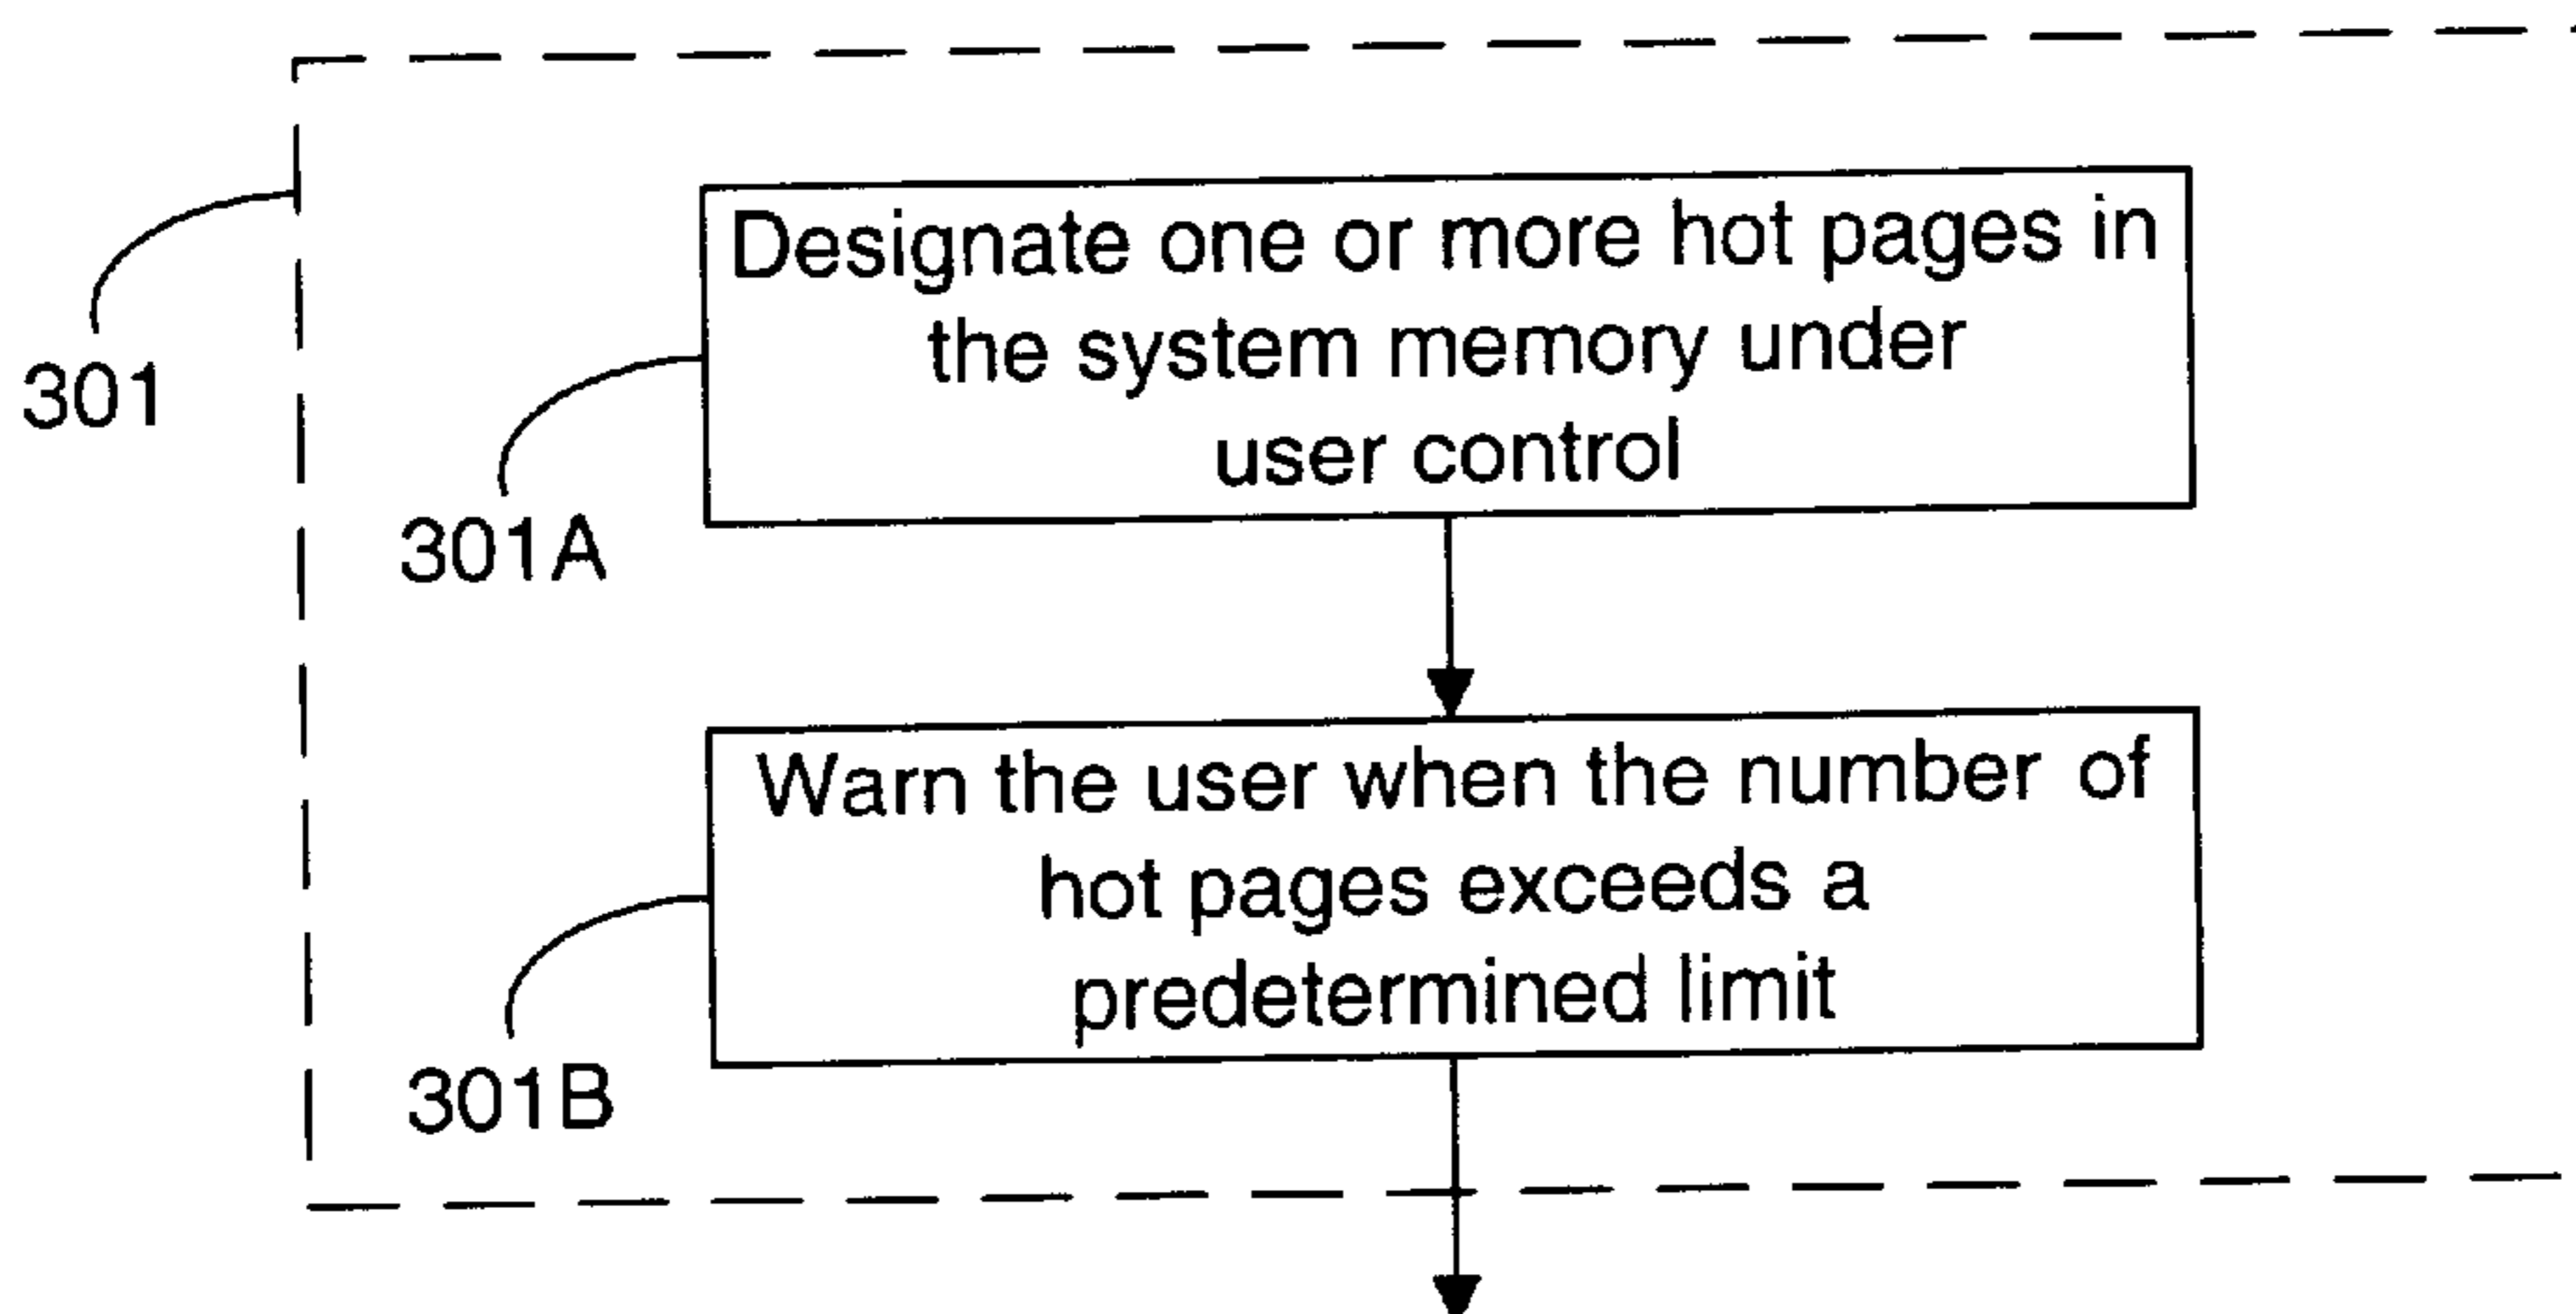 Designate one or more hot pages in
the system memory under
user control
301
301A
Warn the user when the number of
hot pages exceeds a
predetermined limit
301B